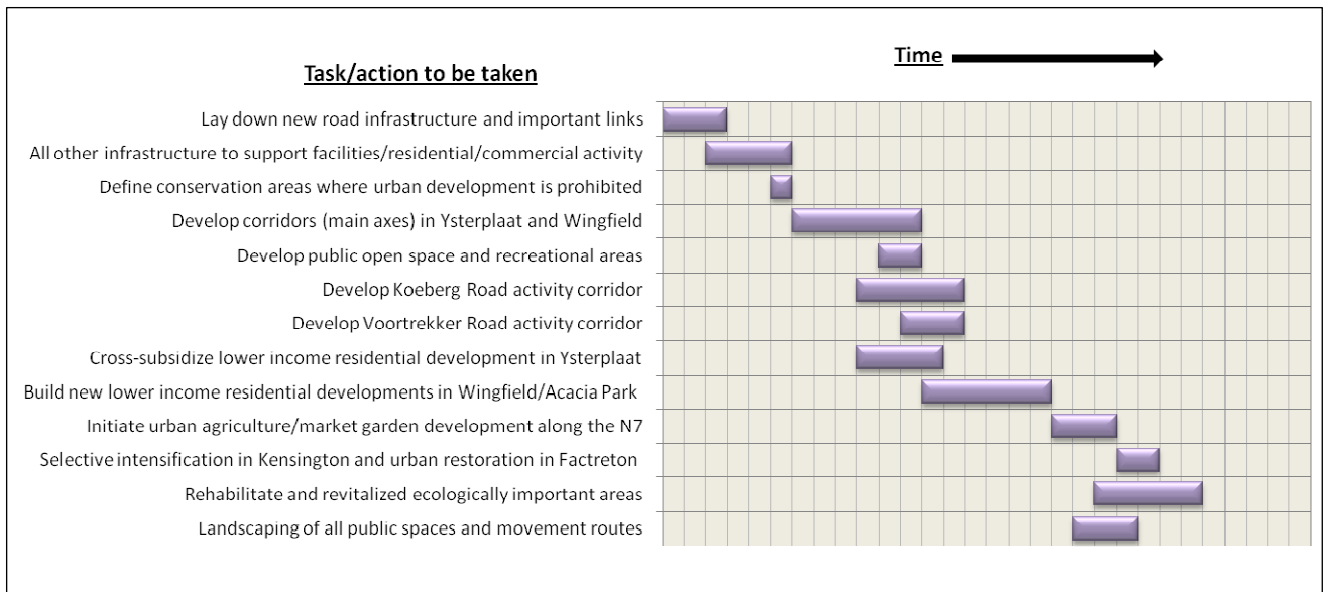 Time
Task/action to be taken
Lay down new road infrastructure and important links
All other infrastructure to support facilities/residential/commercial activity
Define conservation areas where urban development is prohibited
Develop corridors (main axes) in Ysterplaat and Wingfield
Develop public open space and recreational areas
Develop Koeberg Road activity corridor
Develop Voortrekker Road activity corridor
Cross-subsidize lower income residential development in Ysterplaat
Build new lower income residential developments in Wingfield/Acacia Park
Initiate urban agriculture/market garden development along the N7
Selective intensification in Kensington and urban restoration in Factreton
Rehabilitate and revitalized ecologically important areas
Landscaping of all public spaces and movement routes